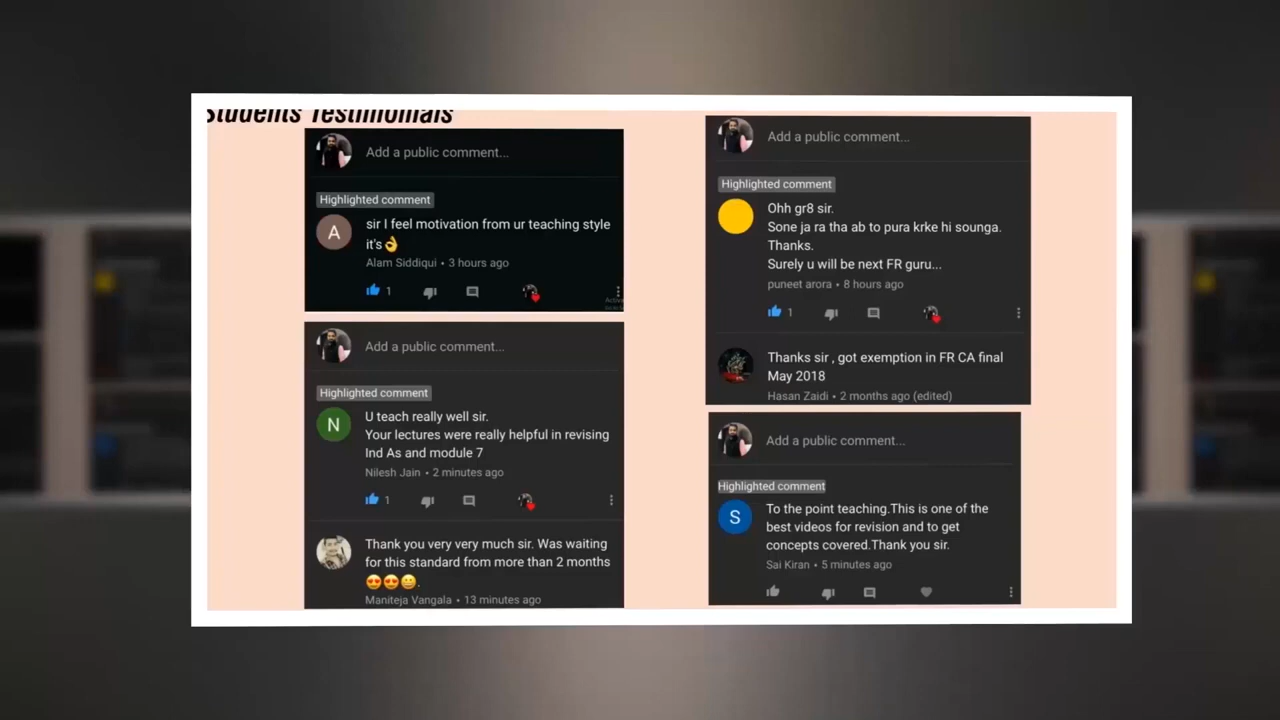 Students Testimonials
Add a public comment...
Highlighted comment
A
sir I feel motivation from ur teaching style
it's👌
Alam Siddiqui • 3 hours ago
1
Add a public comment...
Highlighted comment
N
U teach really well sir.
Your lectures were really helpful in revising
Ind As and module 7
Nilesh Jain • 2 minutes ago
1
Thank you very very much sir. Was waiting
for this standard from more than 2 months
😍😍😀.
Maniteja Vangala • 13 minutes ago
Add a public comment...
Highlighted comment
Ohh gr8 sir.
Sone ja ra tha ab to pura krke hi sounga.
Thanks.
Surely u will be next FR guru...
puneet arora • 8 hours ago
1
Thanks sir , got exemption in FR CA final
May 2018
Hasan Zaidi • 2 months ago (edited)
Add a public comment...
Highlighted comment
S
To the point teaching.This is one of the
best videos for revision and to get
concepts covered.Thank you sir.
Sai Kiran • 5 minutes ago